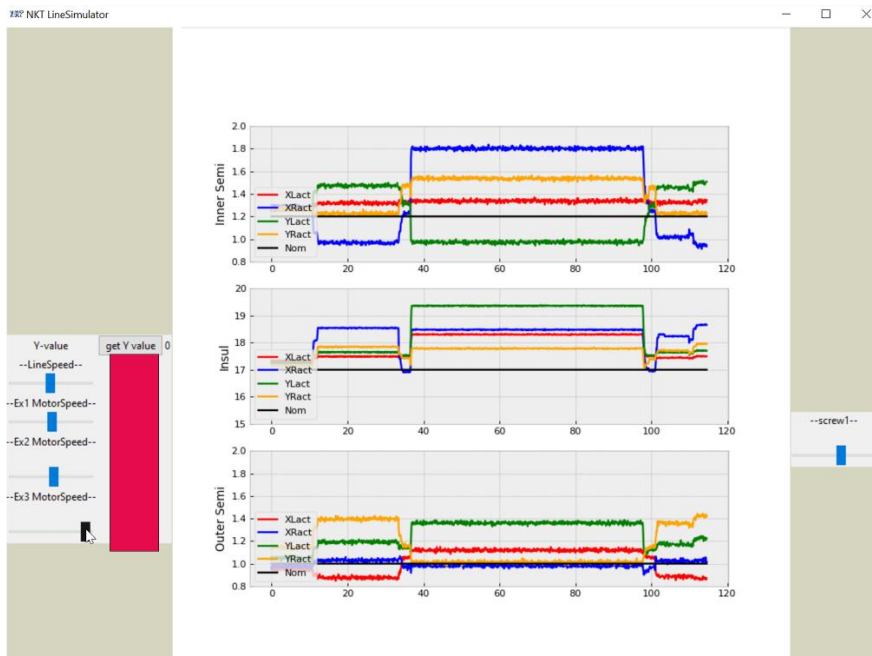 NKT LineSimulator
Y-value
get Y value
0
--LineSpeed--
--Ex1 MotorSpeed--
--Ex2 MotorSpeed--
--Ex3 MotorSpeed--
Inner Semi
2.0
1.8
1.6
1.4
1.2
1.0
0.8
XLact
XRact
YLact
YRact
Nom
0 20 40 60 80 100 120
Insul
20
19
18
17
16
15
XLact
XRact
YLact
YRact
Nom
0 20 40 60 80 100 120
Outer Semi
2.0
1.8
1.6
1.4
1.2
1.0
0.8
XLact
XRact
YLact
YRact
Nom
0 20 40 60 80 100 120
--screw1--